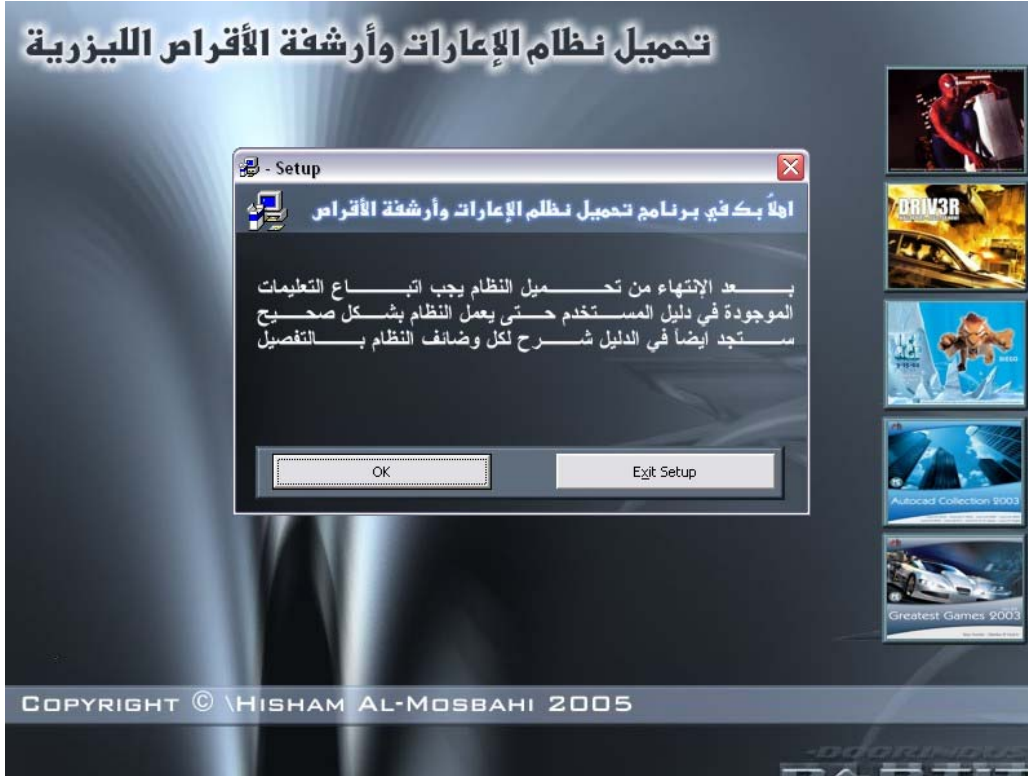 تحميل نظام الإعارات وأرشفة الأقراص الليزرية
- Setup
اهلاً بك في برنامج تحميل نظام الإعارات وأرشفة الأقراص
بعد الإنتهاء من تحميل النظام يجب اتباع التعليمات
الموجودة في دليل المستخدم حتى يعمل النظام بشكل صحيح
ستجد ايضاً في الدليل شرح لكل وضائف النظام بالتفصيل
OK
Exit Setup
DRIV3R
DIEGO
Autocad Collection 2003
Greatest Games 2003
COPYRIGHT © \HISHAM AL-MOSBAHI 2005